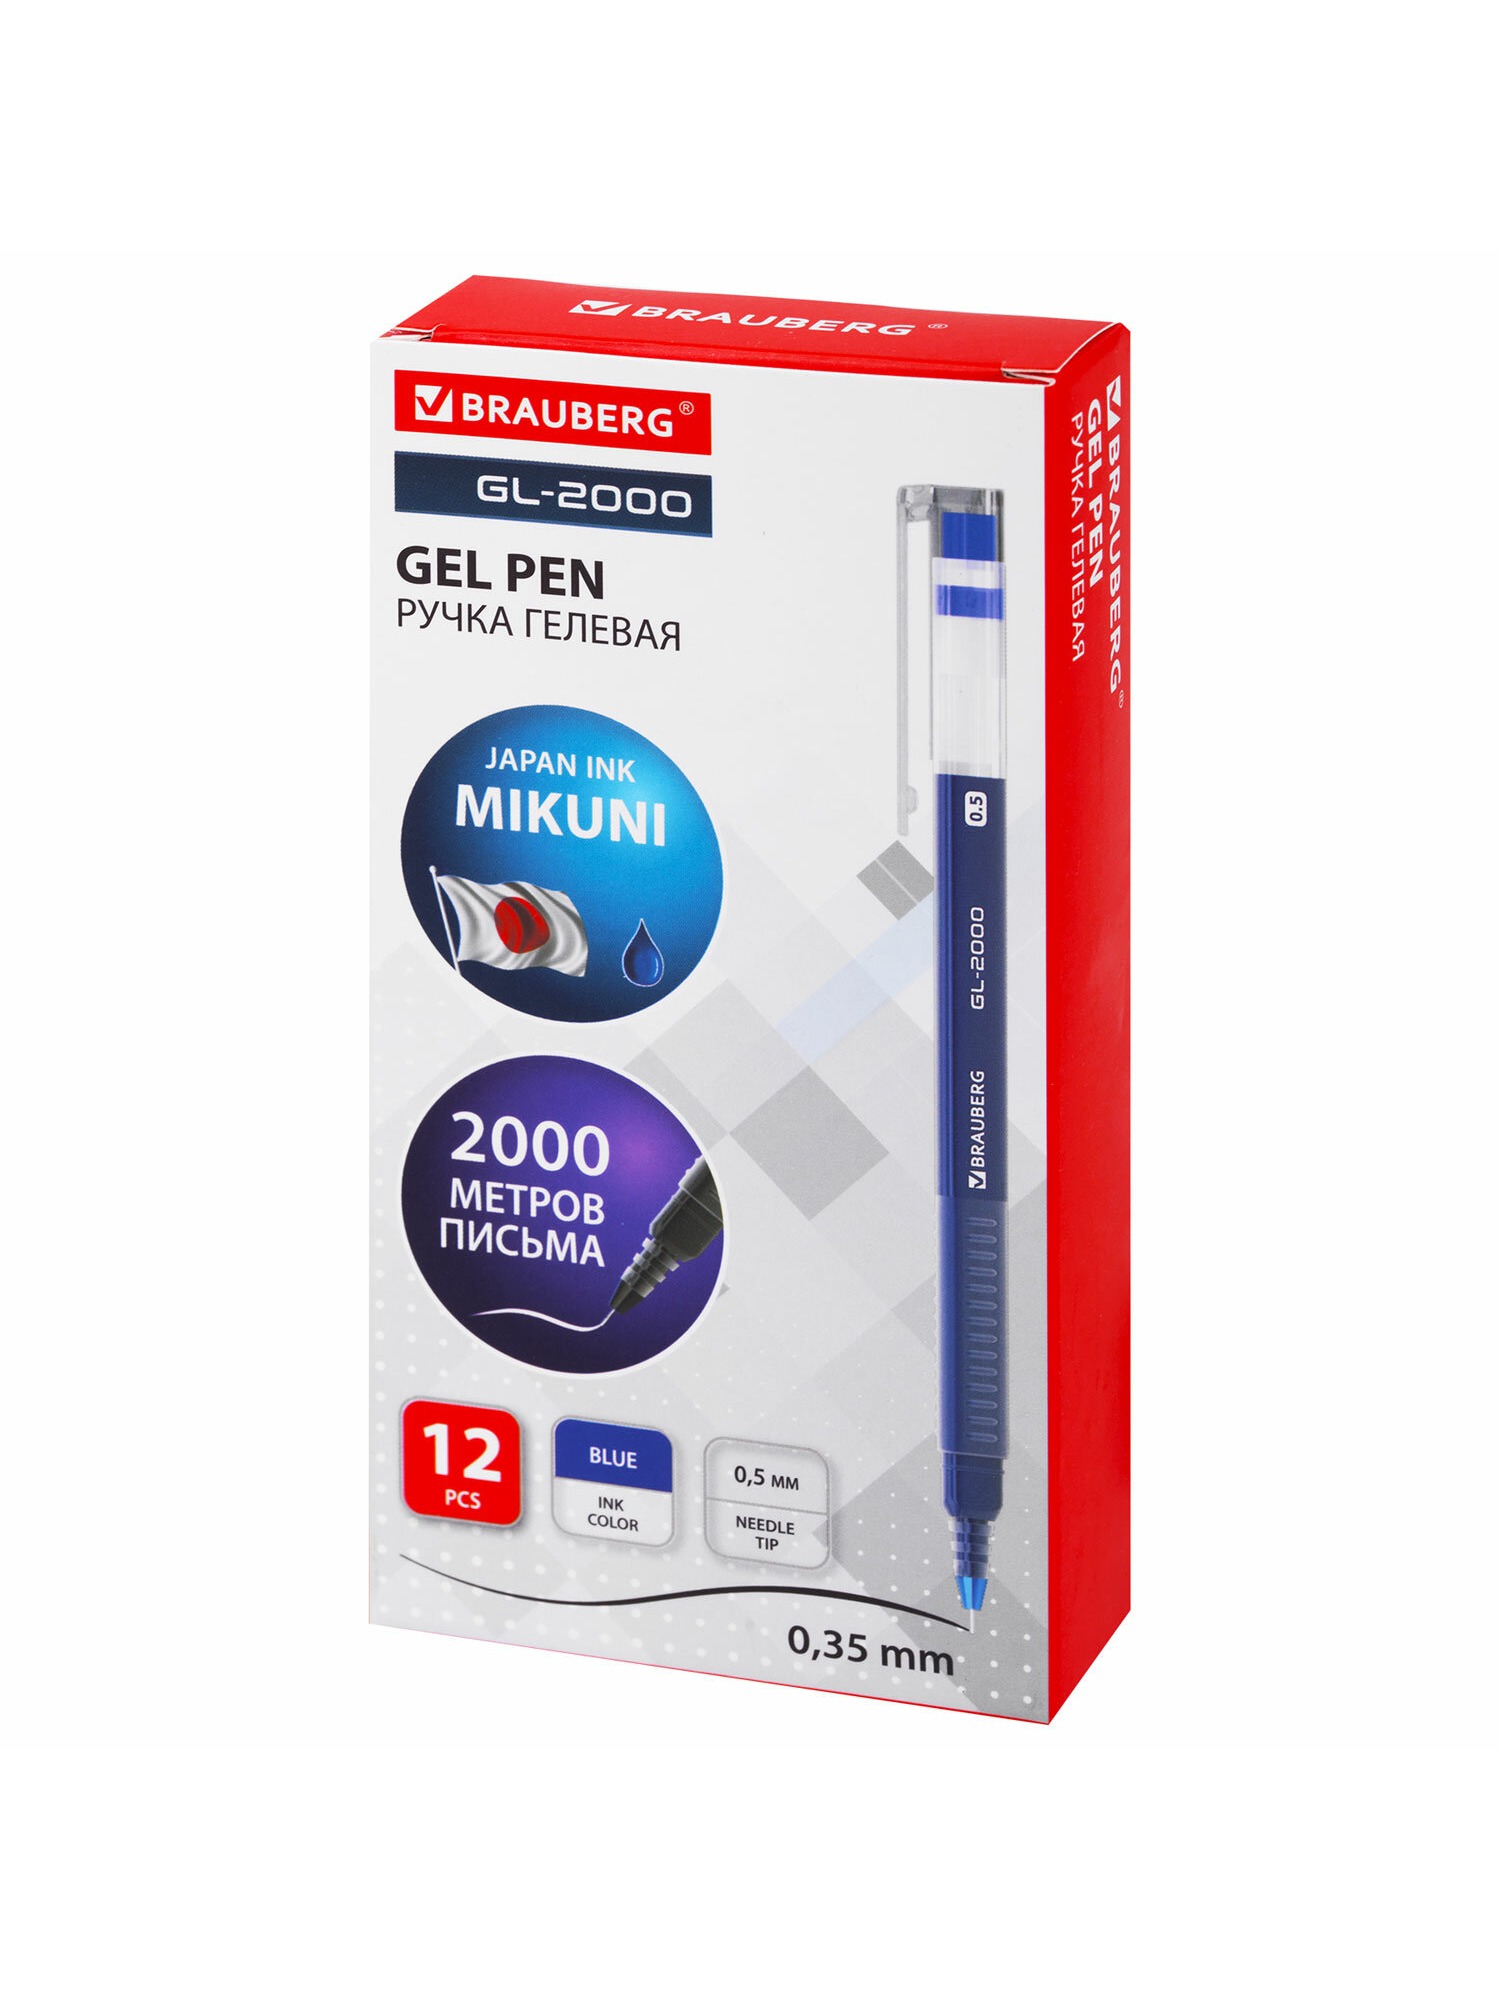 BRAUBERG ®
BRAUBERG®
GL-2000
GEL PEN
РУЧКА ГЕЛЕВАЯ
JAPAN INK
MIKUNI
2000
МЕТРОВ
ПИСЬМА
12
PCS
BLUE
INK
COLOR
0,5 мм
NEEDLE
TIP
0,35 mm
0.5
GL-2000
BRAUBERG
BRAUBERG®
GEL PEN
РУЧКА ГЕЛЕВАЯ